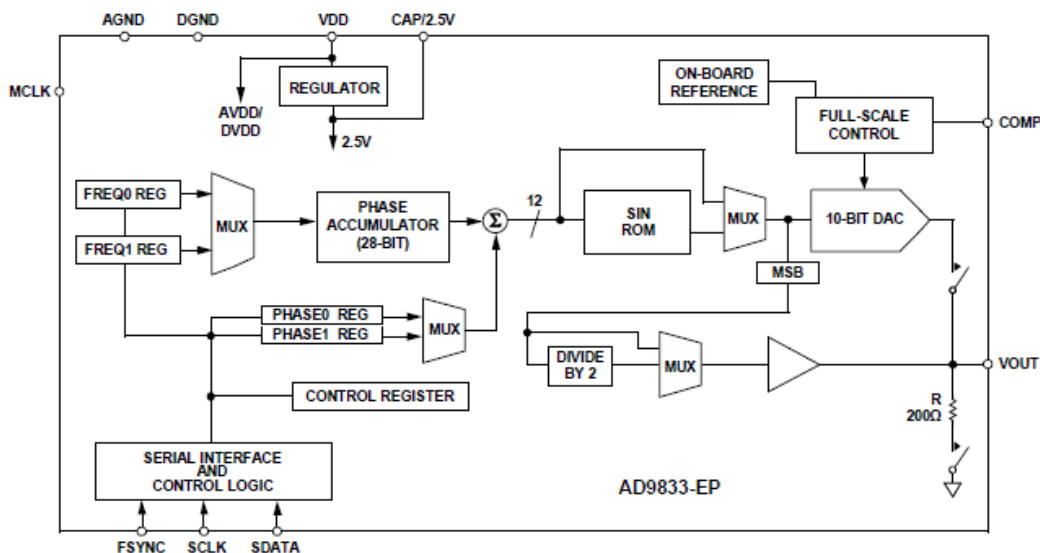 AGND
DGND
VDD
CAP/2.5V
MCLK
REGULATOR
AVDD/
DVDD
2.5V
ON-BOARD
REFERENCE
FULL-SCALE
CONTROL
COMP
FREQ0 REG
FREQ1 REG
MUX
PHASE
ACCUMULATOR
(28-BIT)
Σ
12
SIN
ROM
MUX
10-BIT DAC
MSB
PHASE0 REG
PHASE1 REG
MUX
DIVIDE
BY 2
MUX
VOUT
R
200Ω
CONTROL REGISTER
SERIAL INTERFACE
AND
CONTROL LOGIC
AD9833-EP
FSYNC
SCLK
SDATA